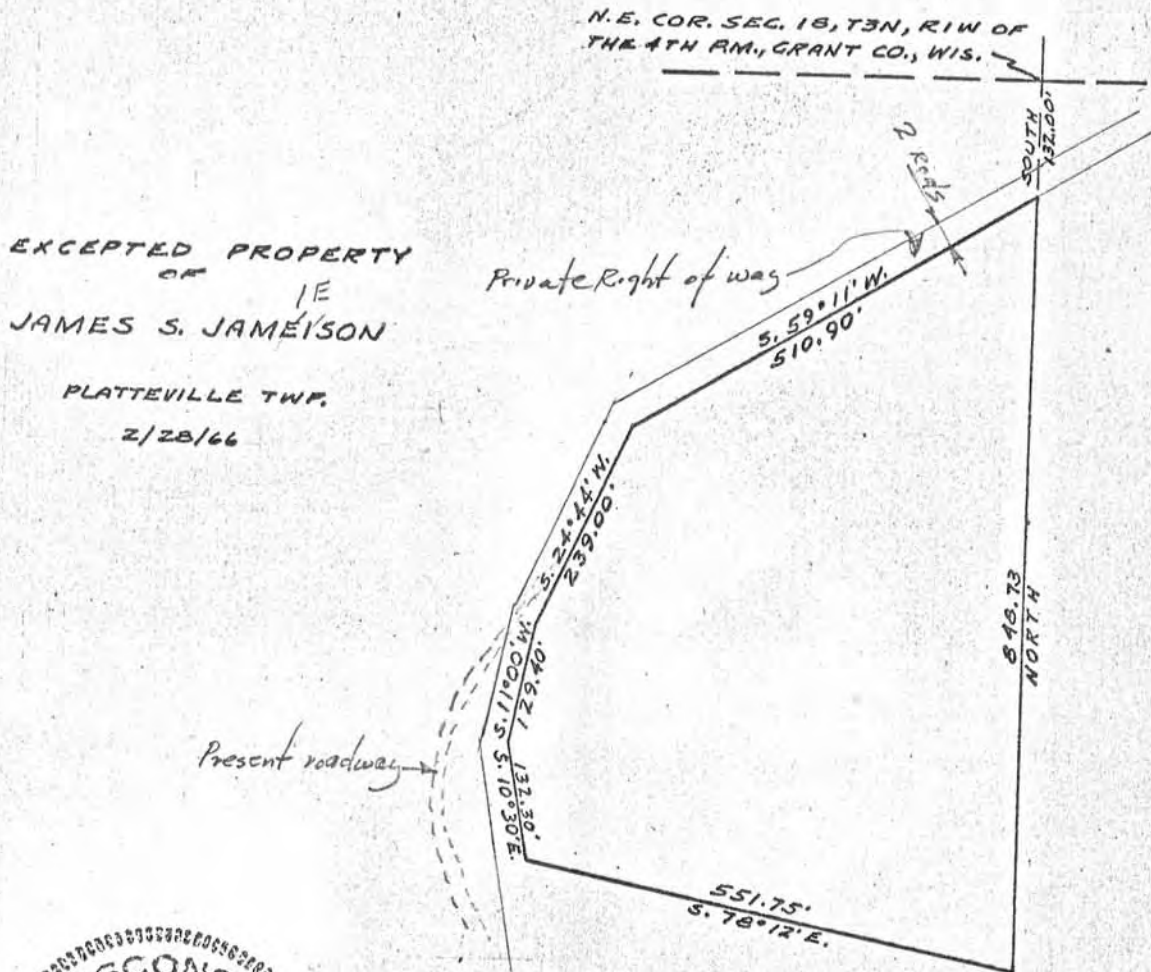 N.E. COR. SEC. 18, T3N, R1W OF
THE 4TH P.M., GRANT CO., WIS.
SOUTH
132.00'
2 Rods
EXCEPTED PROPERTY
OF
IE
JAMES S. JAMEISON
PLATTEVILLE TWP.
2/28/66
Private Right of way
S. 59°11' W.
510.90'
S. 24°44' W.
239.00'
S. 11°00' W.
129.40'
848.73
NORTH
Present roadway
S. 10°30' E.
132.30'
551.75'
S. 78°12' E.